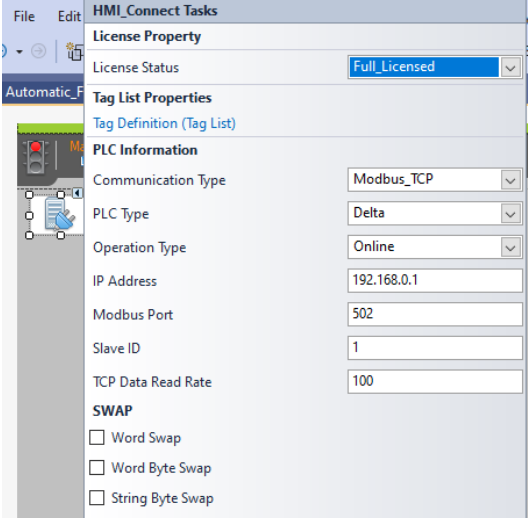 File Edit
HMI_Connect Tasks
License Property
License Status Full_Licensed
Automatic_F
Tag List Properties
Tag Definition (Tag List)
PLC Information
Ma
Communication Type Modbus_TCP
PLC Type Delta
Operation Type Online
IP Address 192.168.0.1
Modbus Port 502
Slave ID 1
TCP Data Read Rate 100
SWAP
Word Swap
Word Byte Swap
String Byte Swap